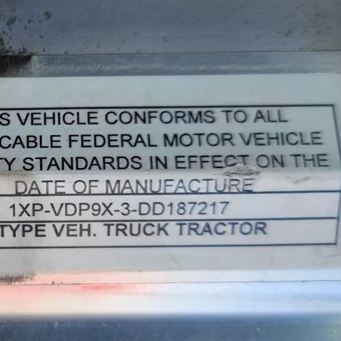 S VEHICLE CONFORMS TO ALL
CABLE FEDERAL MOTOR VEHICLE
TY STANDARDS IN EFFECT ON THE
DATE OF MANUFACTURE
1XP-VDP9X-3-DD187217
TYPE VEH. TRUCK TRACTOR